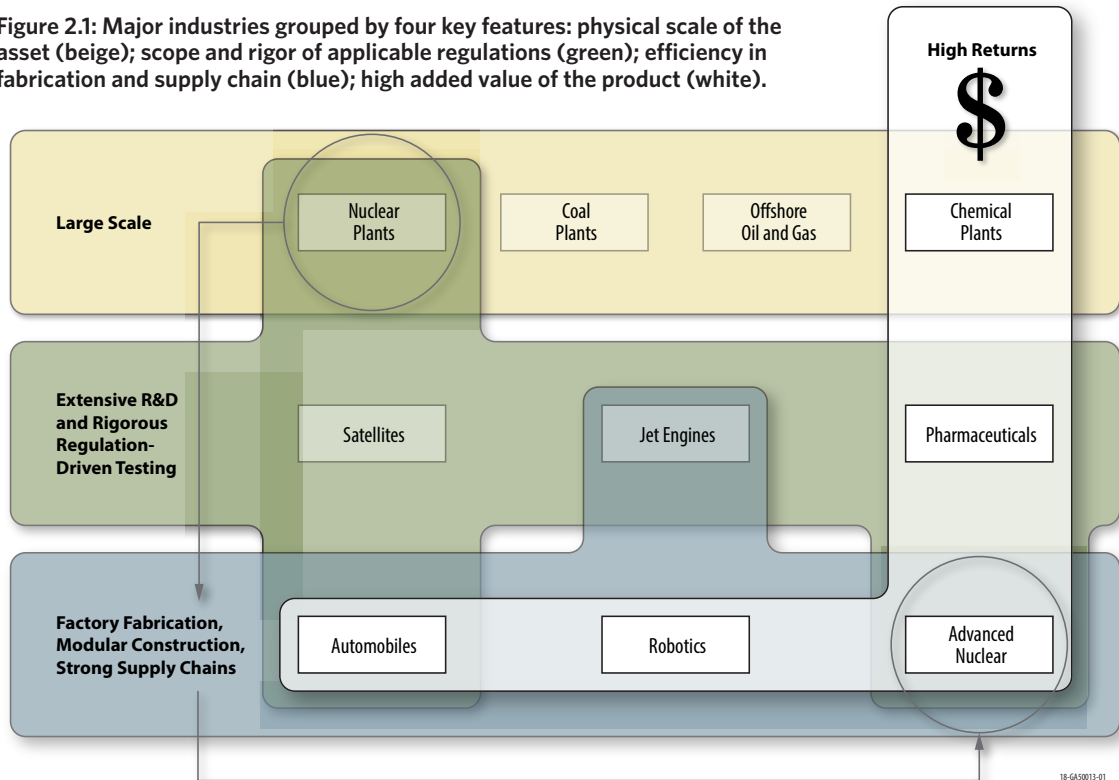 Figure 2.1: Major industries grouped by four key features: physical scale of the
asset (beige); scope and rigor of applicable regulations (green); efficiency in
fabrication and supply chain (blue); high added value of the product (white).
High Returns
$
Large Scale
Nuclear
Plants
Coal
Plants
Offshore
Oil and Gas
Chemical
Plants
Extensive R&D
and Rigorous
Regulation-
Driven Testing
Satellites
Jet Engines
Pharmaceuticals
Factory Fabrication,
Modular Construction,
Strong Supply Chains
Automobiles
Robotics
Advanced
Nuclear
18-GA50013-01